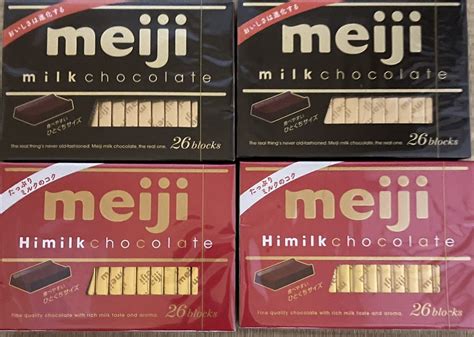 おいしさは進化する
meiji
milk chocolate
食べやすい
ひとくちサイズ
26 blocks
The real thing's never old-fashioned. Meiji milk chocolate, the real one.
おいしさは進化する
meiji
milk chocolate
食べやすい
ひとくちサイズ
26 blocks
The real thing's never old-fashioned. Meiji milk chocolate, the real one.
たっぷり
ミルクのコク
meiji
Himilk chocolate
食べやすい
ひとくちサイズ
26 blocks
Fine quality chocolate with rich milk taste and aroma.
たっぷり
ミルクのコク
meiji
Himilk chocolate
食べやすい
ひとくちサイズ
26 blocks
Fine quality chocolate with rich milk taste and aroma.